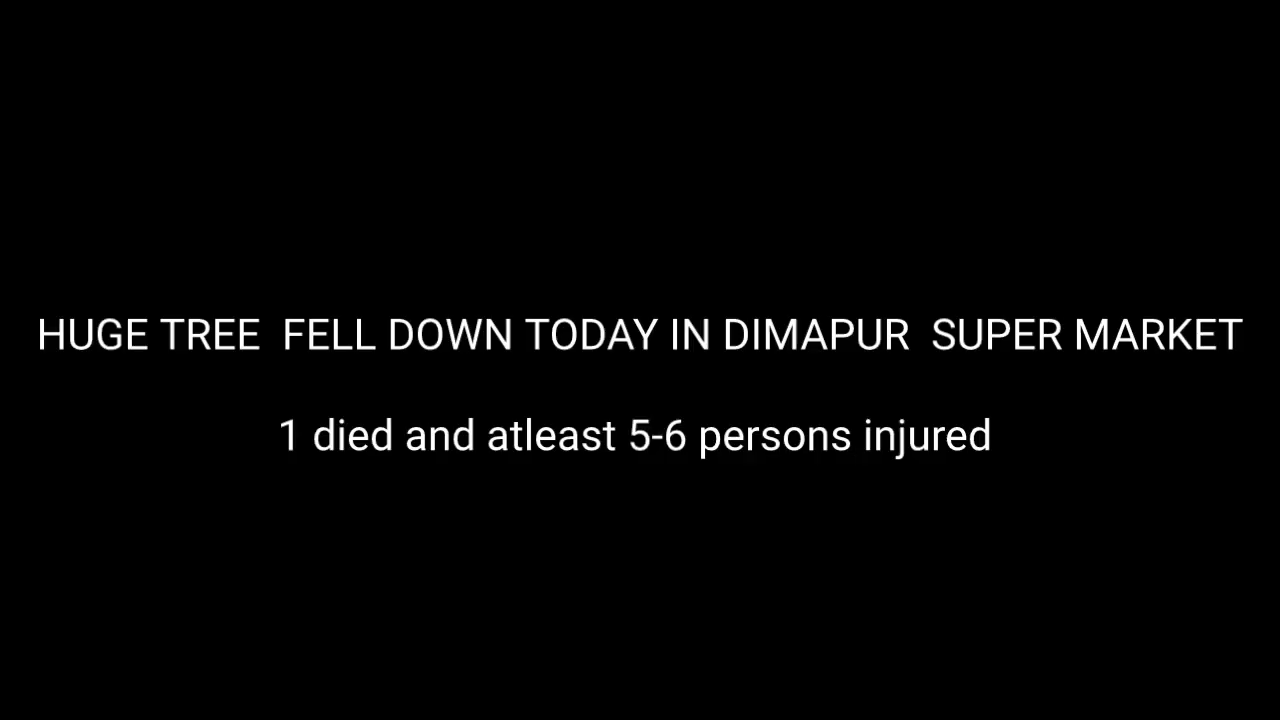 HUGE TREE  FELL DOWN TODAY IN DIMAPUR  SUPER MARKET
1 died and atleast 5-6 persons injured